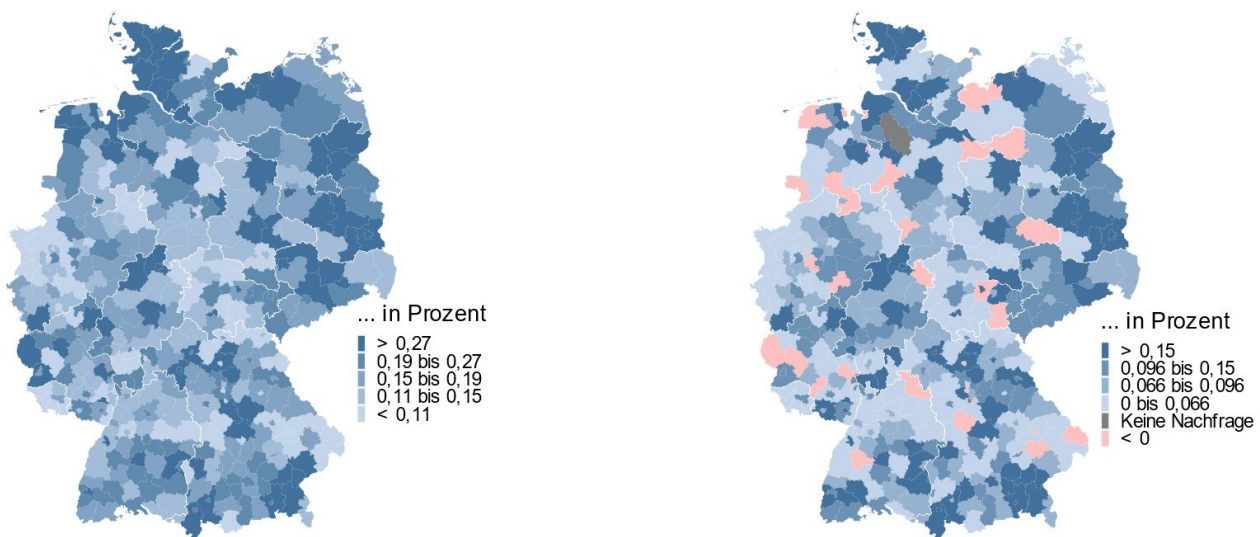 ... in Prozent
> 0,27
0,19 bis 0,27
0,15 bis 0,19
0,11 bis 0,15
< 0,11
... in Prozent
> 0,15
0,096 bis 0,15
0,066 bis 0,096
0 bis 0,066
Keine Nachfrage
< 0